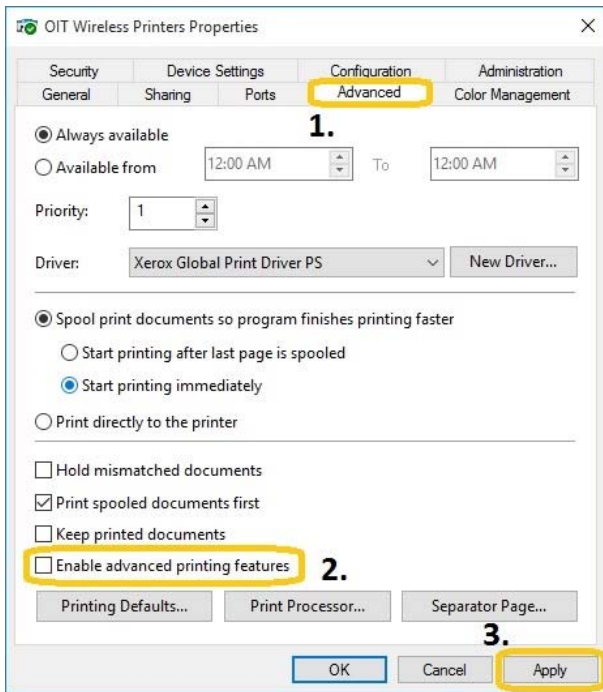 OIT Wireless Printers Properties
Security Device Settings Configuration Administration
General Sharing Ports Advanced Color Management
1.
Always available
Available from 12:00 AM To 12:00 AM
Priority: 1
Driver: Xerox Global Print Driver PS New Driver...
Spool print documents so program finishes printing faster
Start printing after last page is spooled
Start printing immediately
Print directly to the printer
Hold mismatched documents
Print spooled documents first
Keep printed documents
Enable advanced printing features 2.
Printing Defaults... Print Processor... Separator Page...
3.
OK Cancel Apply